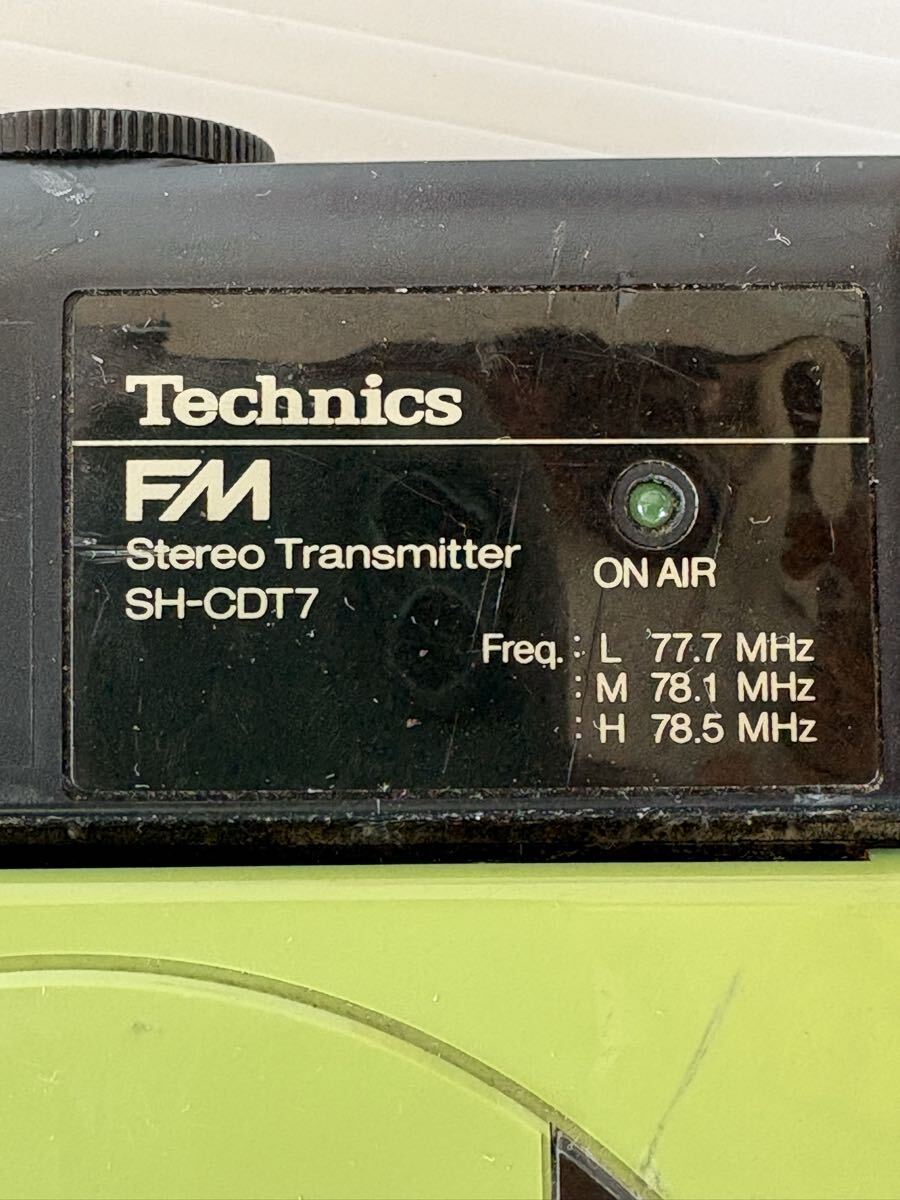 Technics
FM
Stereo Transmitter
SH-CDT7
ON AIR
Freq. : L 77.7 MHz
: M 78.1 MHz
: H 78.5 MHz